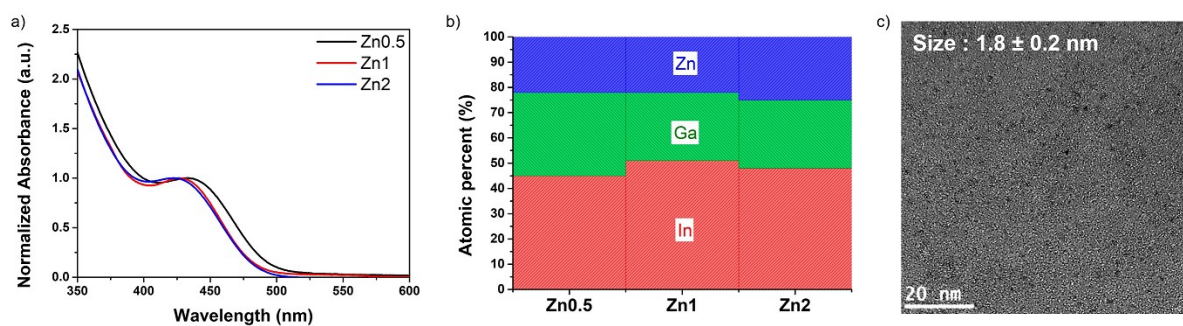 a)
Normalized Absorbance (a.u.)
2.5
2.0
1.5
1.0
0.5
0.0
350
400
450
500
550
600
Wavelength (nm)
Zn0.5
Zn1
Zn2
b)
Atomic percent (%)
100
90
80
70
60
50
40
30
20
10
0
Zn
Ga
In
Zn0.5
Zn1
Zn2
c)
Size : 1.8 ± 0.2 nm
20 nm